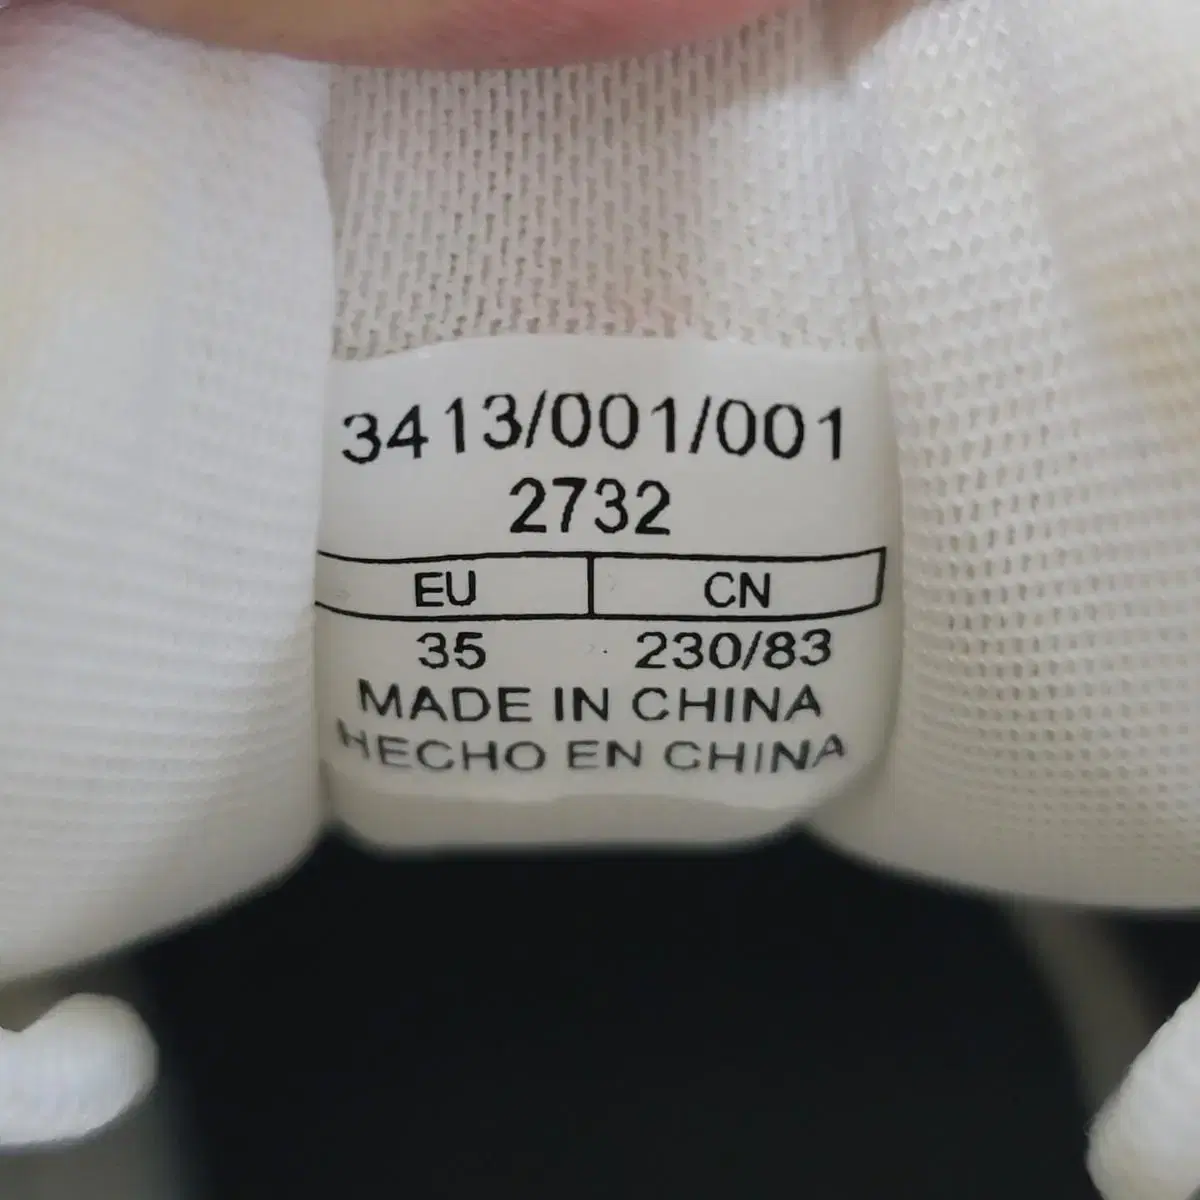 3413/001/001
2732
EU CN
35 230/83
MADE IN CHINA
HECHO EN CHINA